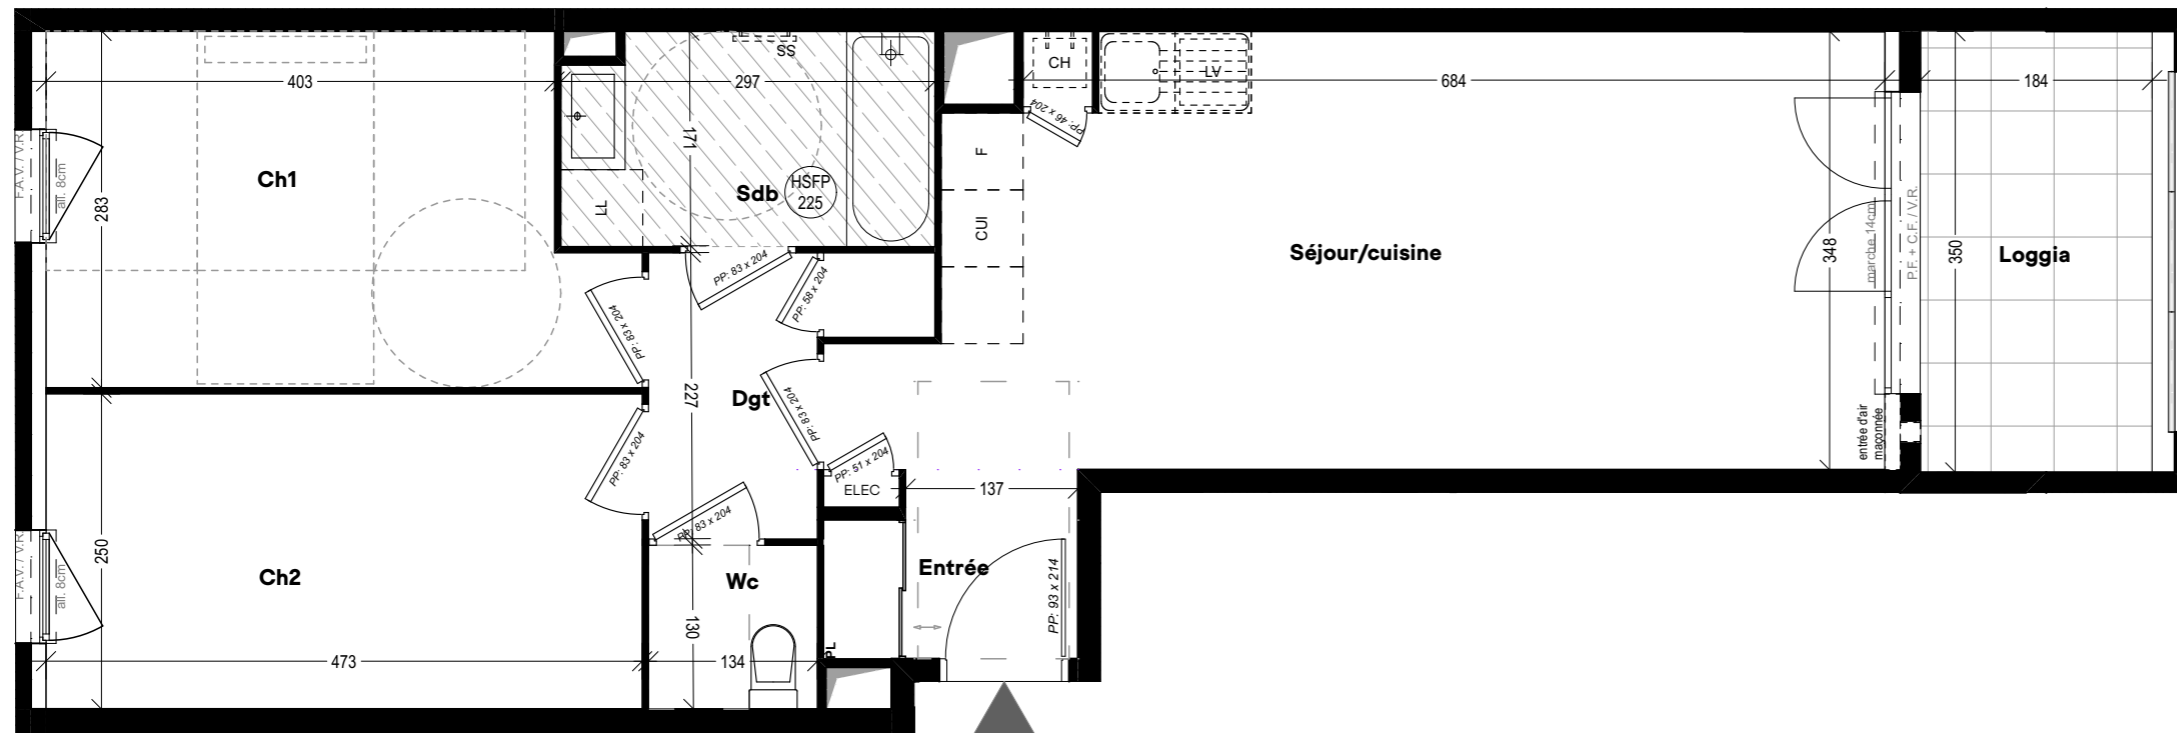 403
297
SS
CH
LV
684
184
PP: 46 x 204
F.A.V. / V.R.
all. 8cm
Ch1
283
171
Sdb
HSFP
225
LL
F
CUI
Séjour/cuisine
348
marche 14cm
P.F. + C.F. / V.R.
350
Loggia
PP: 83 x 204
PP: 58 x 204
PP: 83 x 204
227
Dgt
PP: 83 x 204
PP: 83 x 204
PP: 51 x 204
ELEC
137
entrée d'air
maçonnée
PP: 83 x 204
F.A.V. / V.R.
all. 8cm
250
Ch2
Wc
130
Entrée
PP: 93 x 214
PL
473
134